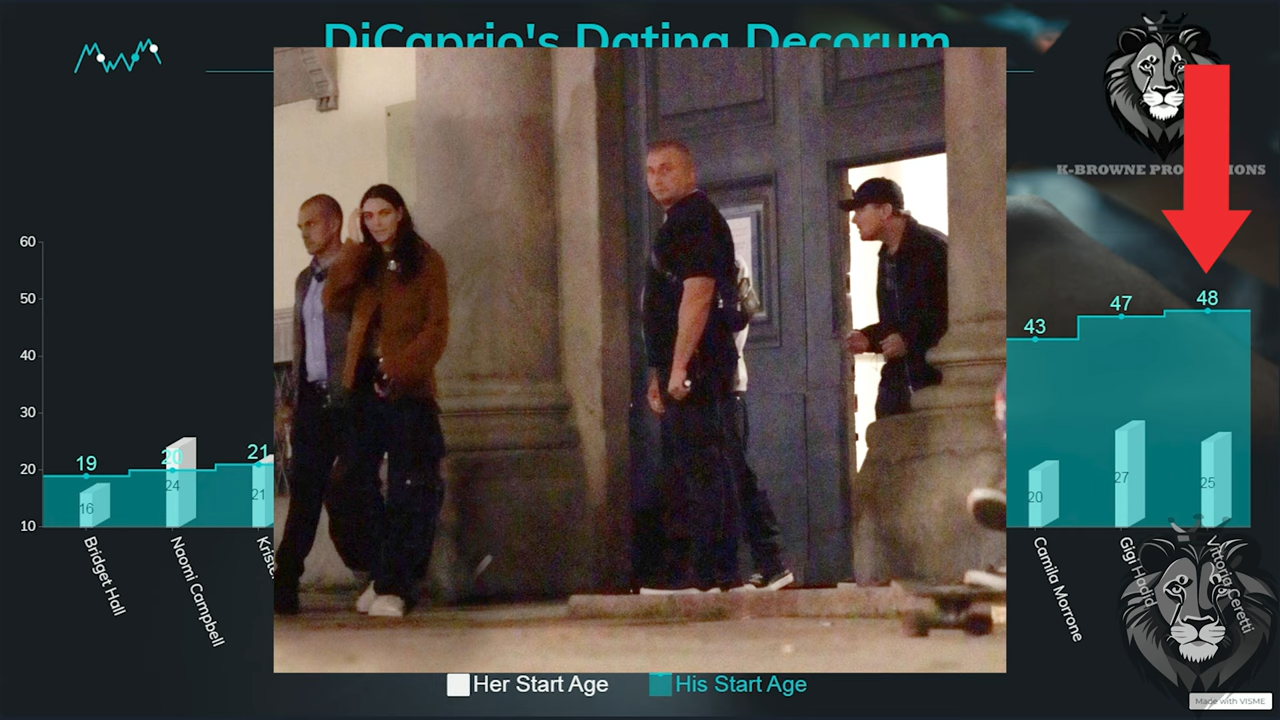 DiCaprio's Dating Decorum
K-BROWNE PRO IONS
60
50
40
30
20
10
19
20
21
43
47
48
16
24
21
20
27
25
Bridget Hall
Naomi Campbell
Camila Morrone
Gigi Hadid
Vittoria Ceretti
Her Start Age
His Start Age
Made with VISME